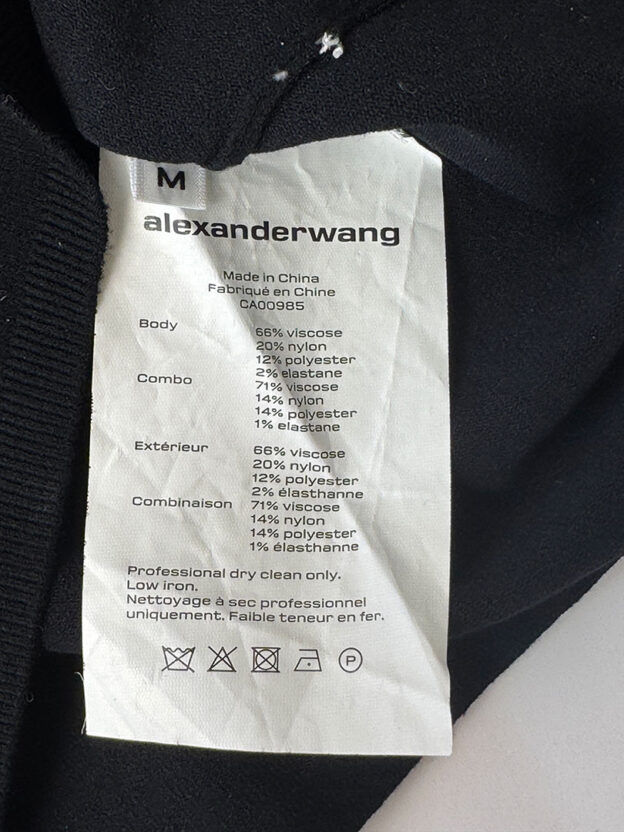 M
alexanderwang
Made in China
Fabriqué en Chine
CA00985
Body 66% viscose
20% nylon
12% polyester
2% elastane
Combo 71% viscose
14% nylon
14% polyester
1% elastane
Extérieur 66% viscose
20% nylon
12% polyester
2% élasthanne
Combinaison 71% viscose
14% nylon
14% polyester
1% élasthanne
Professional dry clean only.
Low iron.
Nettoyage à sec professionnel
uniquement. Faible teneur en fer.
P